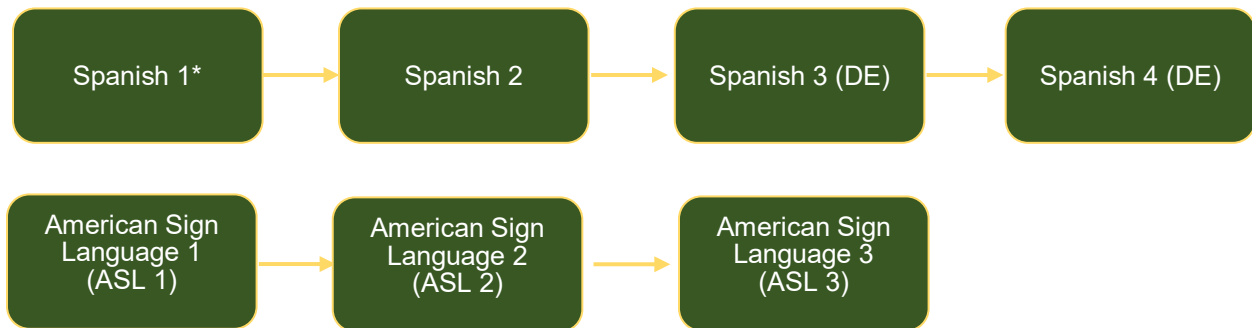 Spanish 1*
Spanish 2
Spanish 3 (DE)
Spanish 4 (DE)
American Sign
Language 1
(ASL 1)
American Sign
Language 2
(ASL 2)
American Sign
Language 3
(ASL 3)